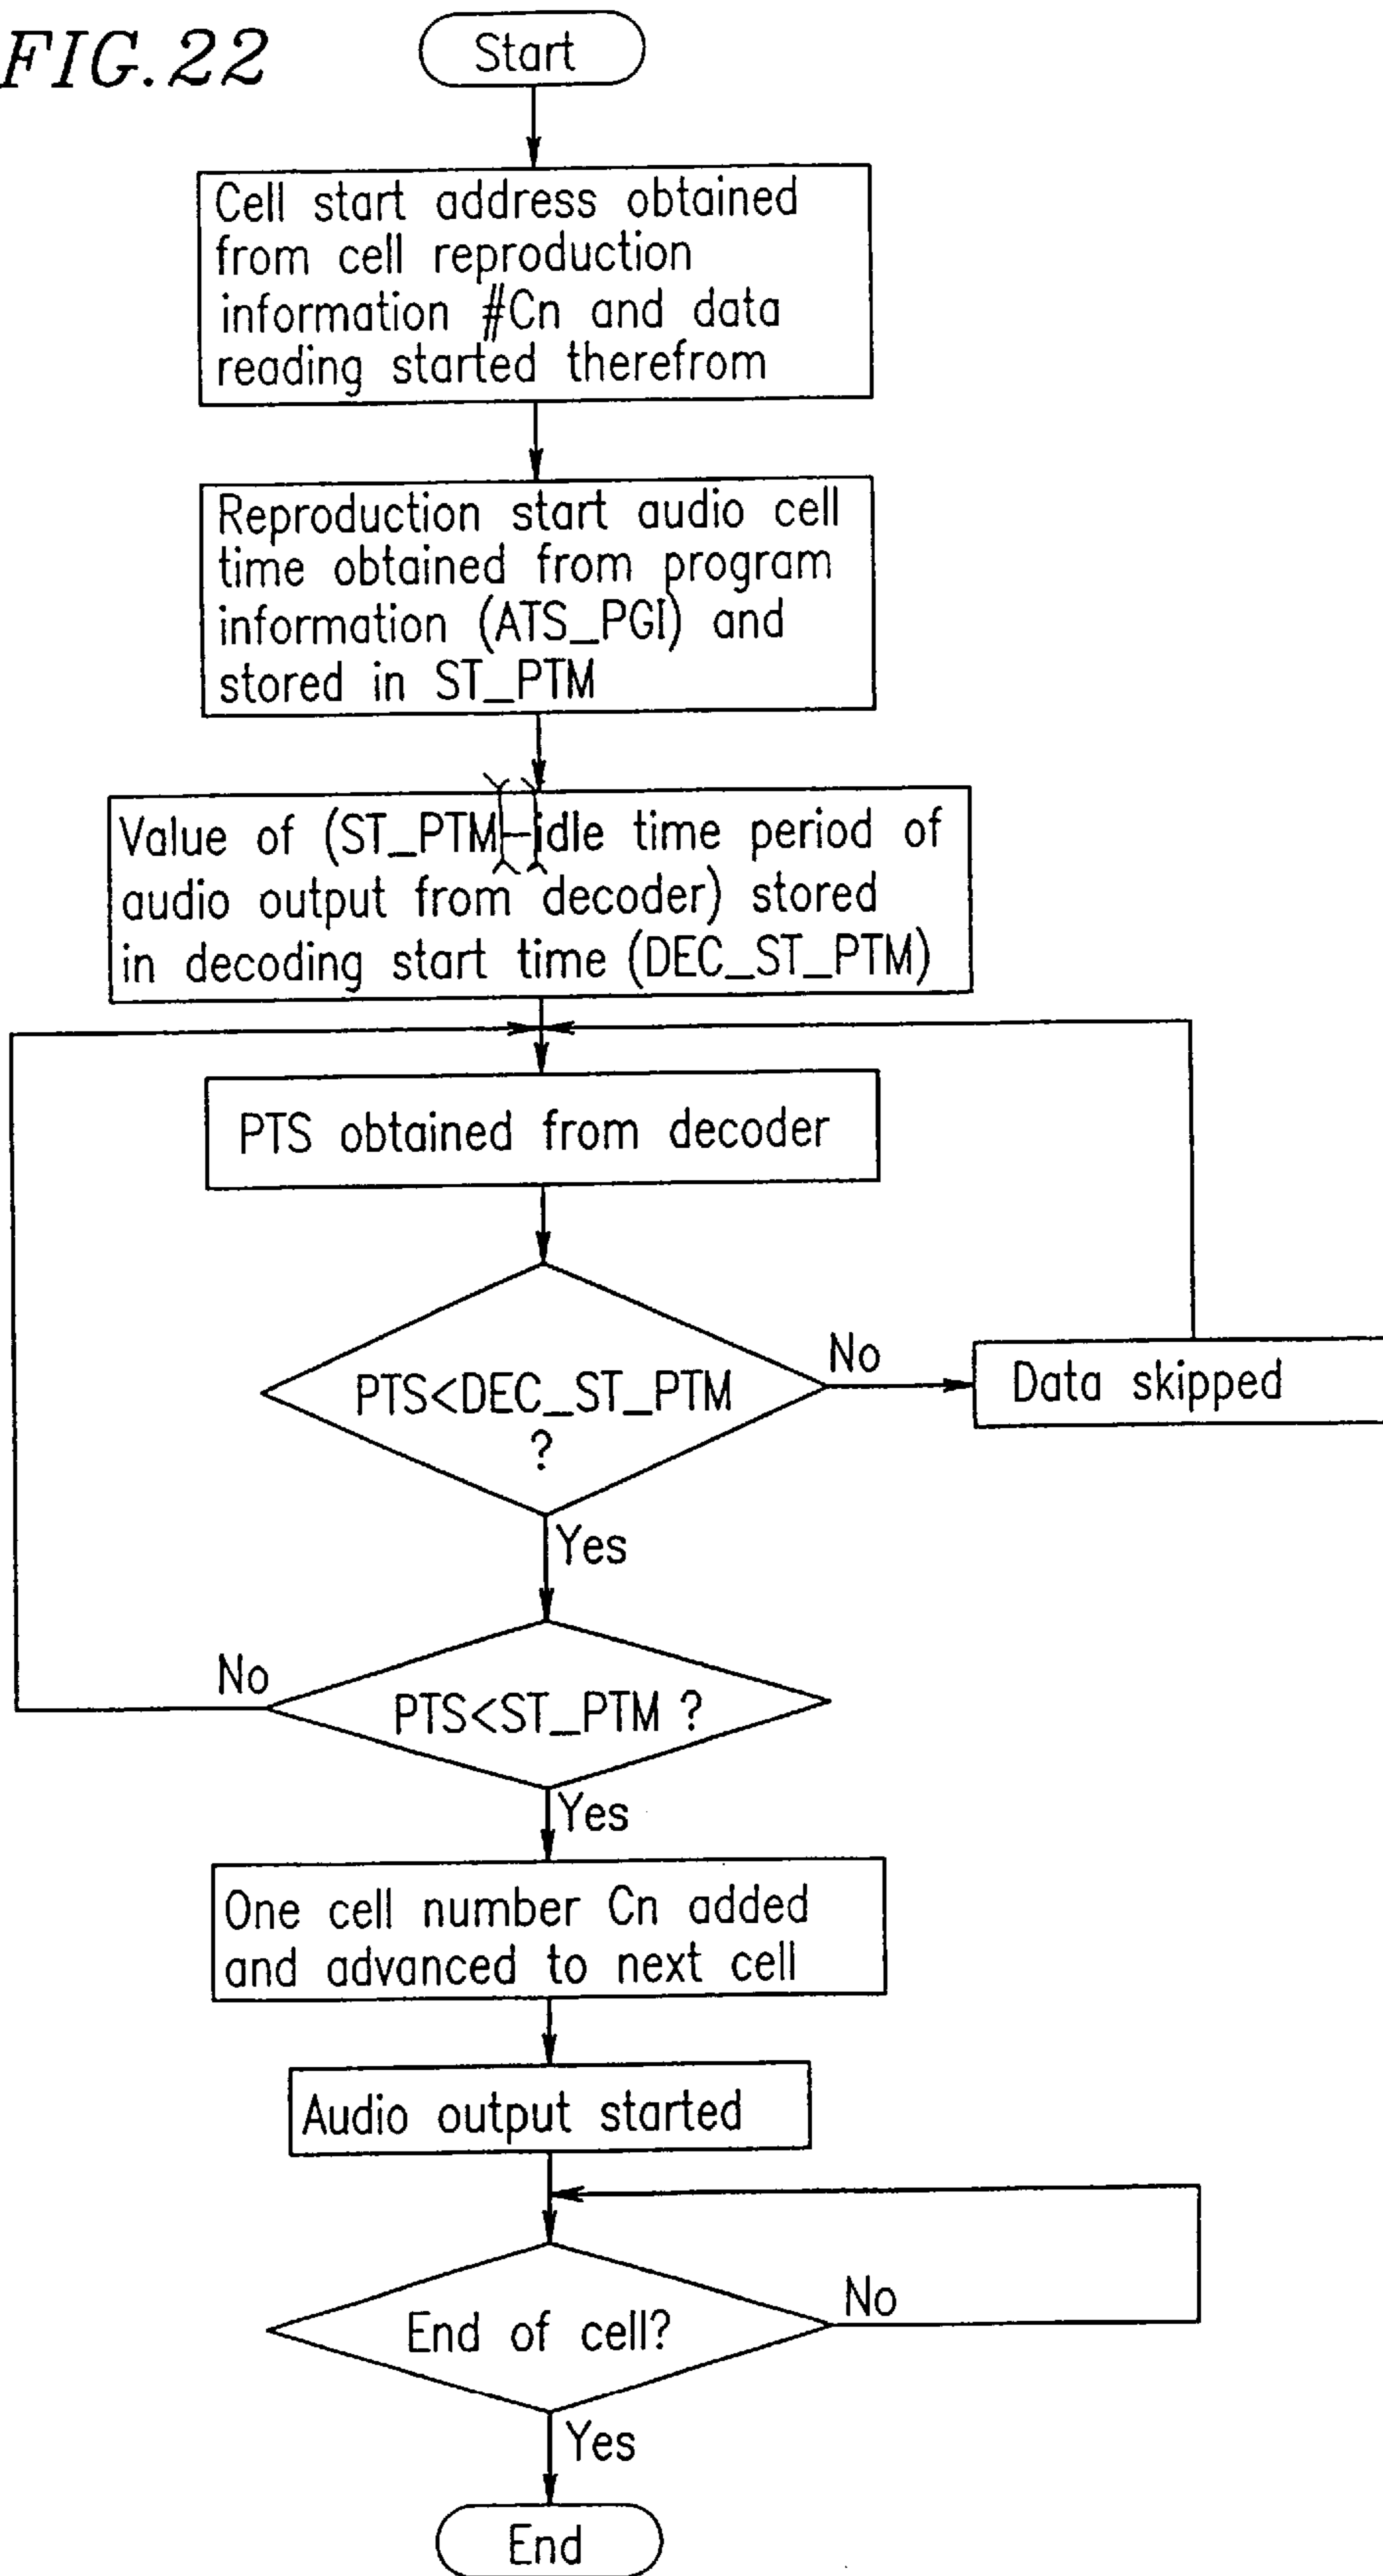 FIG.22
Start
Cell start address obtained
from cell reproduction
information #Cn and data
reading started therefrom
Reproduction start audio cell
time obtained from program
information (ATS_PGI) and
stored in ST_PTM
Value of (ST_PTM-idle time period of
audio output from decoder) stored
in decoding start time (DEC_ST_PTM)
PTS obtained from decoder
PTS<DEC_ST_PTM
?
No
Data skipped
Yes
No
PTS<ST_PTM ?
Yes
One cell number Cn added
and advanced to next cell
Audio output started
End of cell?
No
Yes
End